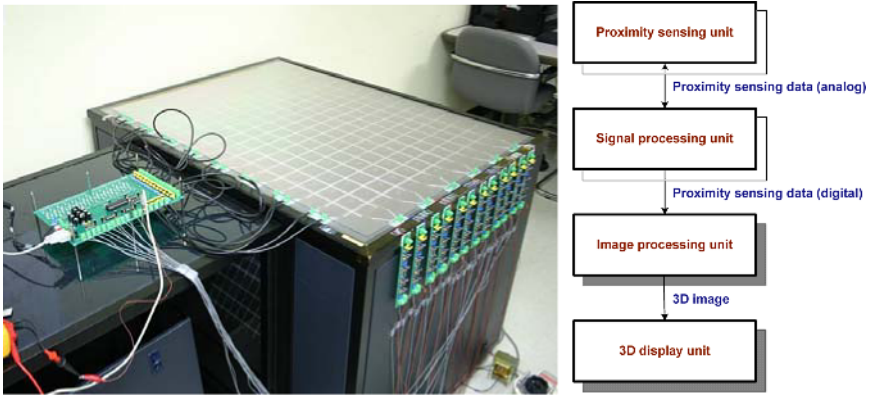 Proximity sensing unit
Proximity sensing data (analog)
Signal processing unit
Proximity sensing data (digital)
Image processing unit
3D image
3D display unit